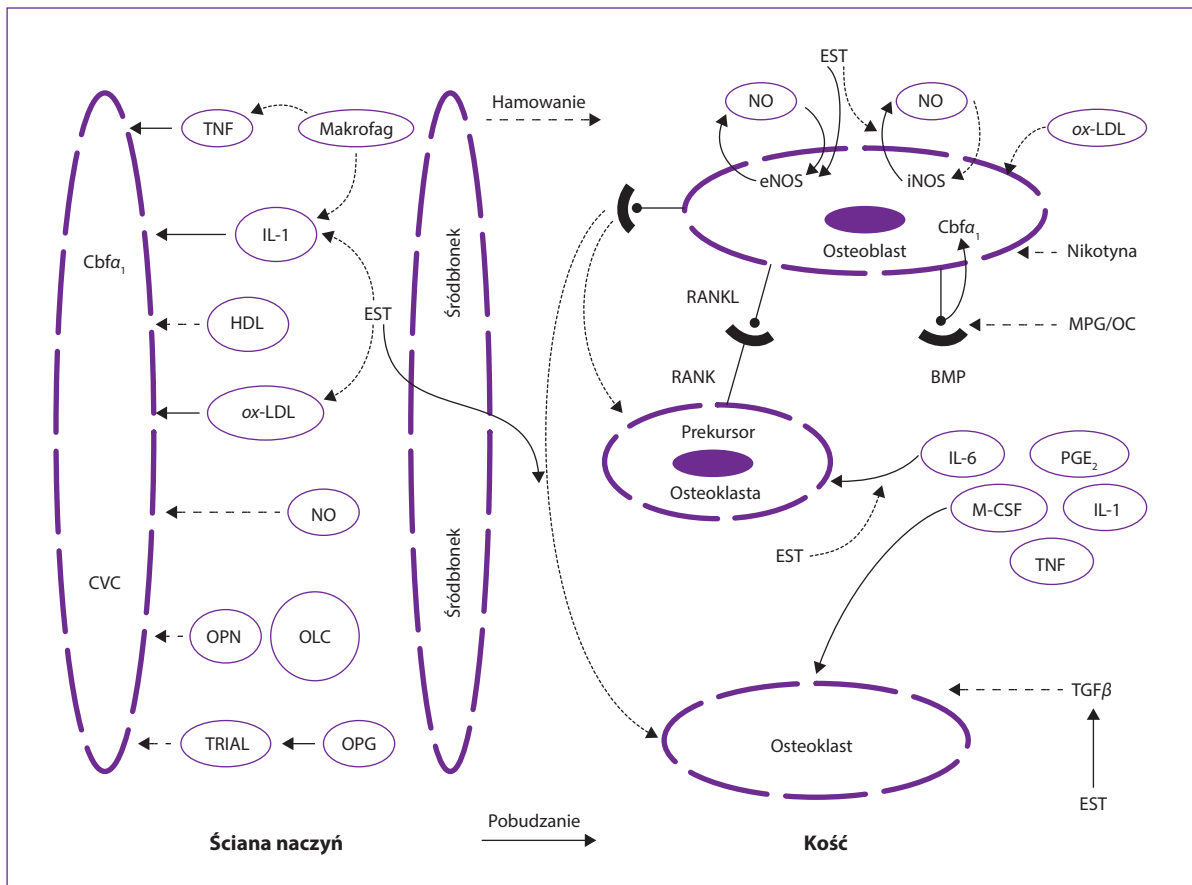 Hamowanie
EST
TNF
Makrofag
NO
NO
ox-LDL
eNOS
iNOS
IL-1
Cbfα1
Osteoblast
Cbfα1
Nikotyna
Śródbłonek
RANKL
HDL
EST
MPG/OC
RANK
BMP
ox-LDL
Prekursor
Osteoklasta
IL-6
PGE2
M-CSF
IL-1
NO
EST
TNF
Śródbłonek
CVC
OPN
OLC
TGFβ
TRIAL
OPG
Osteoklast
EST
Pobudzanie
Ściana naczyń
Kość